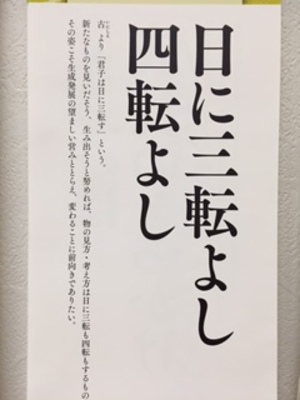 日に三転よし
四転よし
古より「君子は日に三転す」という。
新たなものを見いだそう、生み出そうと努めれば、物の見方・考え方は日に三転も四転もするもの
その姿こそ生成発展の望ましい営みととらえ、変わることに前向きでありたい。